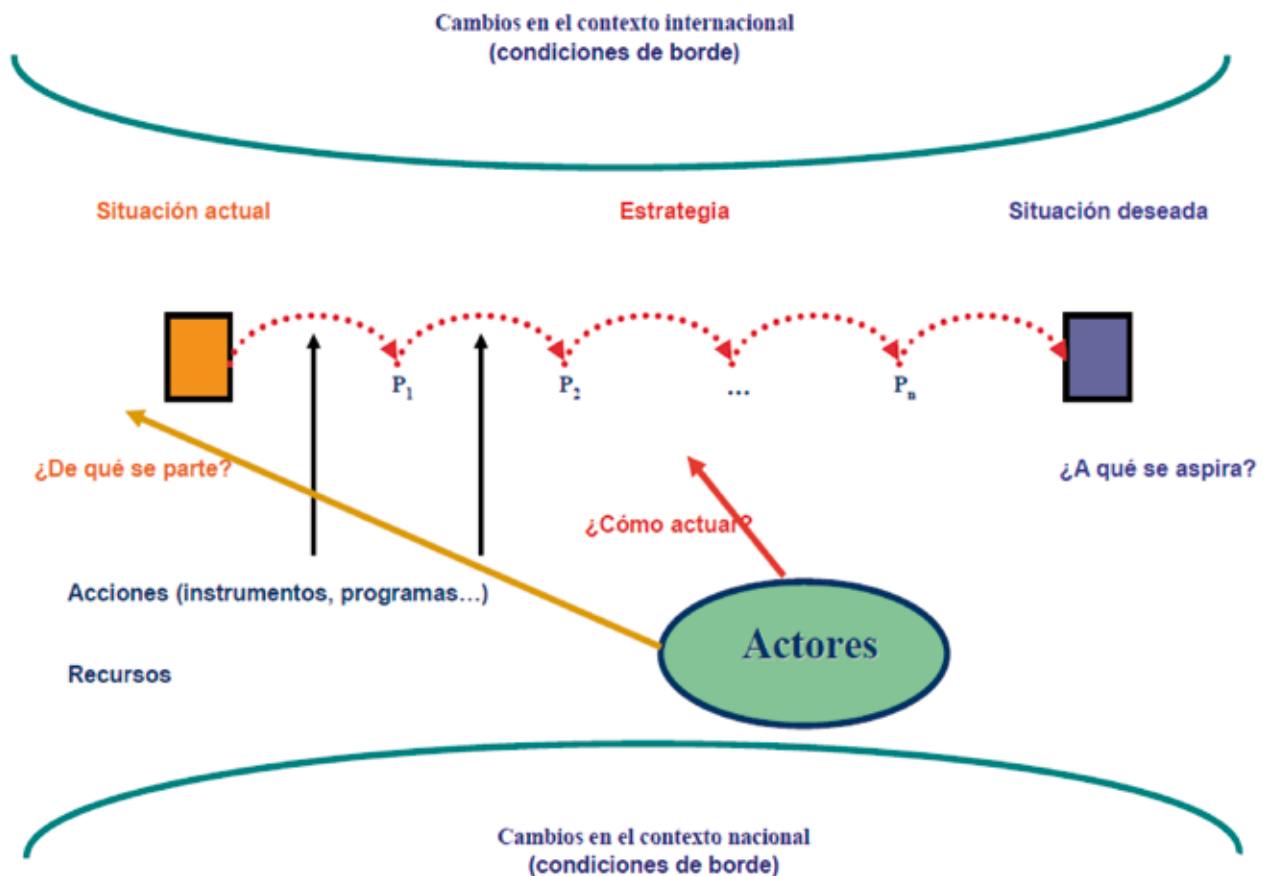 Cambios en el contexto internacional
(condiciones de borde)
Situación actual
Estrategia
Situación deseada
P1
P2
...
Pn
¿De qué se parte?
¿A qué se aspira?
¿Cómo actuar?
Acciones (instrumentos, programas...)
Actores
Recursos
Cambios en el contexto nacional
(condiciones de borde)